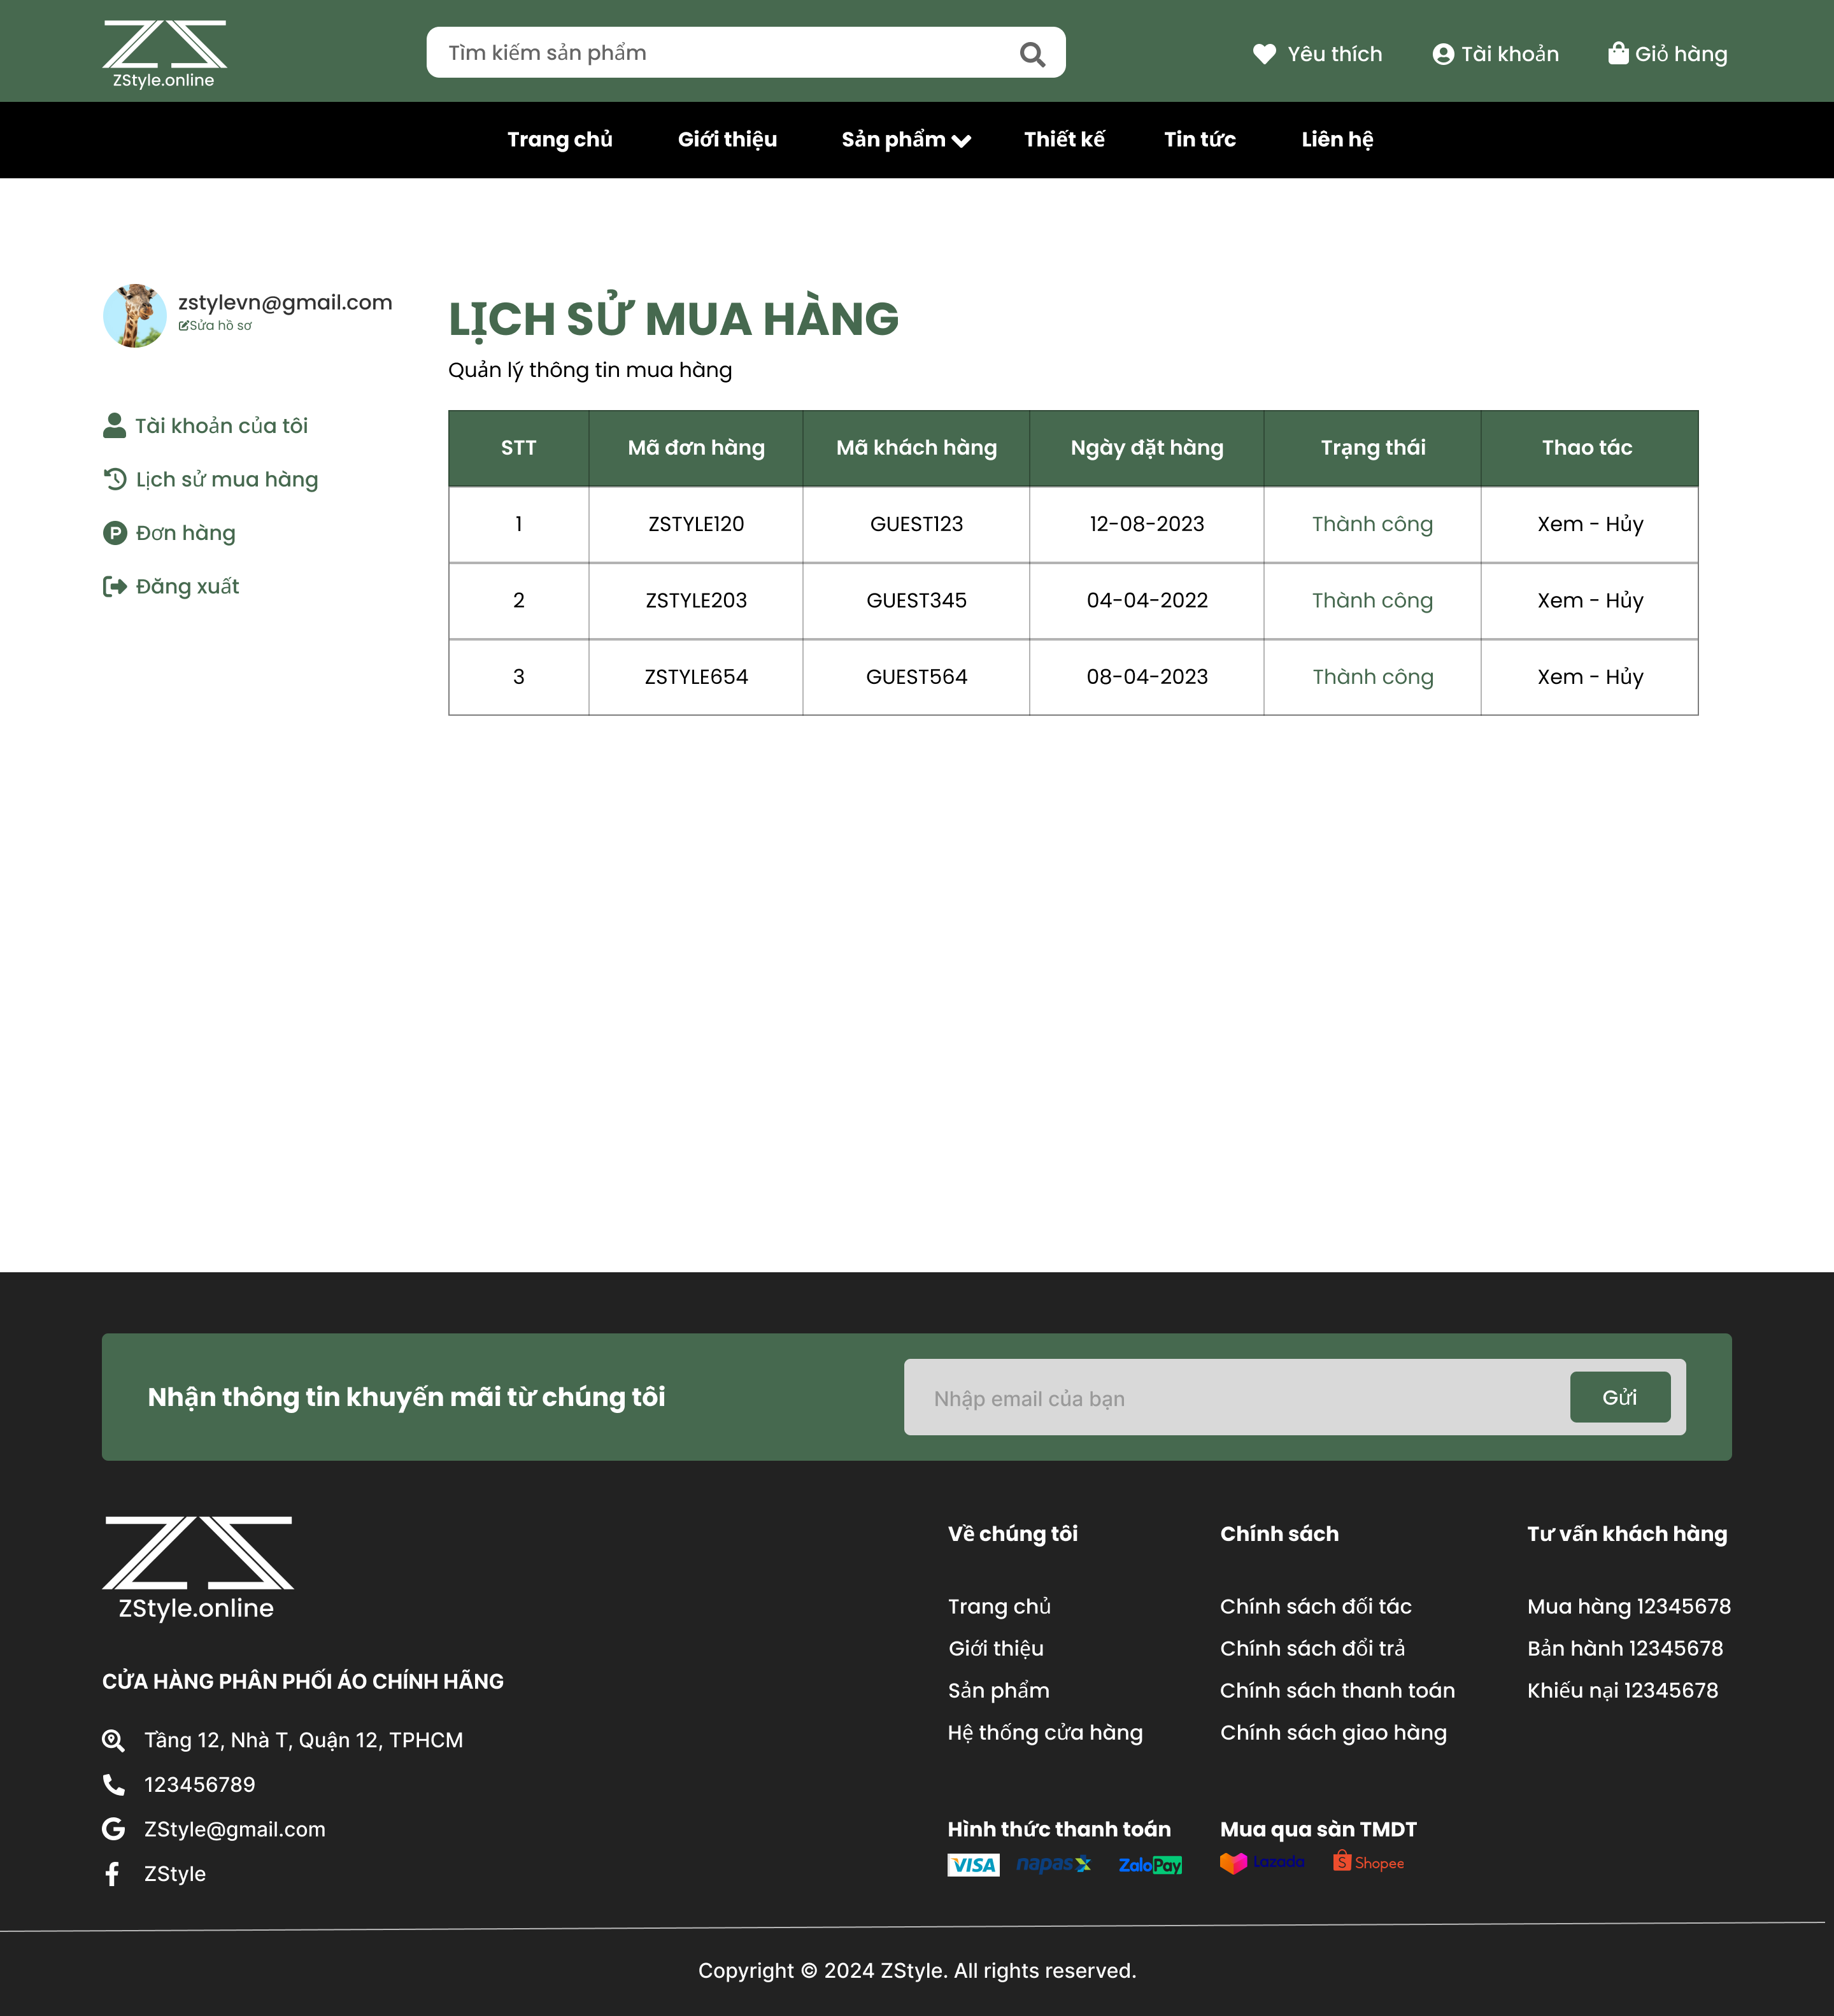 ZStyle.online
Tìm kiếm sản phẩm
Yêu thích
Tài khoản
Giỏ hàng
Trang chủ
Giới thiệu
Sản phẩm
Thiết kế
Tin tức
Liên hệ
zstylevn@gmail.com
Sửa hồ sơ
Tài khoản của tôi
Lịch sử mua hàng
P Đơn hàng
Đăng xuất
LỊCH SỬ MUA HÀNG
Quản lý thông tin mua hàng
STT Mã đơn hàng Mã khách hàng Ngày đặt hàng Trạng thái Thao tác
1 ZSTYLE120 GUEST123 12-08-2023 Thành công Xem - Hủy
2 ZSTYLE203 GUEST345 04-04-2022 Thành công Xem - Hủy
3 ZSTYLE654 GUEST564 08-04-2023 Thành công Xem - Hủy
Nhận thông tin khuyến mãi từ chúng tôi
Nhập email của bạn
Gửi
ZStyle.online
CỬA HÀNG PHÂN PHỐI ÁO CHÍNH HÃNG
Tầng 12, Nhà T, Quận 12, TPHCM
123456789
ZStyle@gmail.com
ZStyle
Về chúng tôi
Trang chủ
Giới thiệu
Sản phẩm
Hệ thống cửa hàng
Chính sách
Chính sách đối tác
Chính sách đổi trả
Chính sách thanh toán
Chính sách giao hàng
Tư vấn khách hàng
Mua hàng 12345678
Bản hành 12345678
Khiếu nại 12345678
Hình thức thanh toán
VISA napas ZaloPay
Mua qua sàn TMDT
Lazada Shopee
Copyright © 2024 ZStyle. All rights reserved.